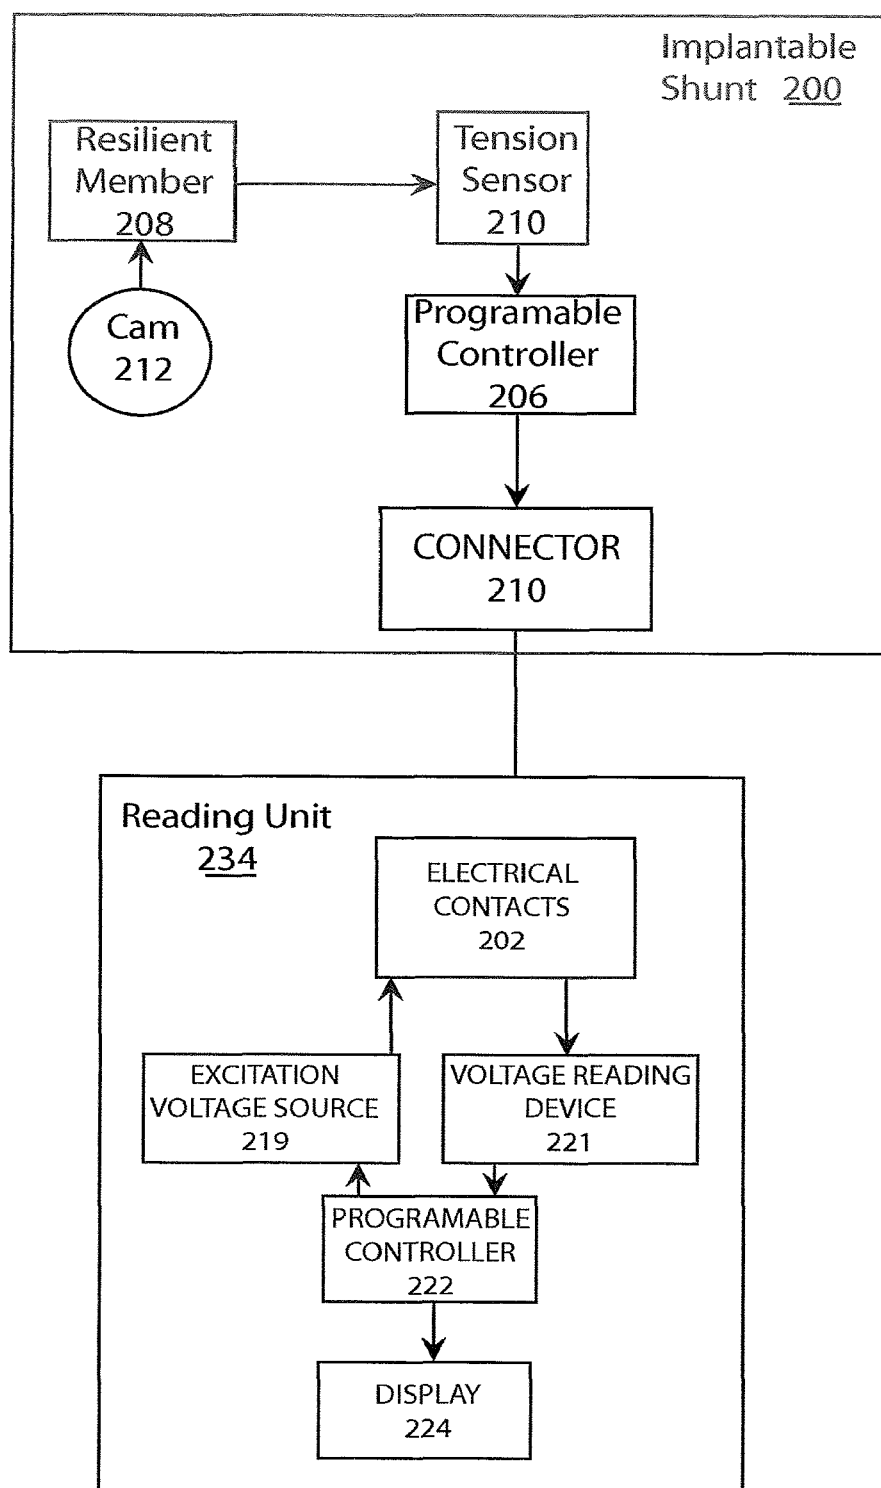 Implantable
Shunt 200
Resilient
Member
208
Tension
Sensor
210
Cam
212
Programable
Controller
206
CONNECTOR
210
Reading Unit
234
ELECTRICAL
CONTACTS
202
EXCITATION
VOLTAGE SOURCE
219
VOLTAGE READING
DEVICE
221
PROGRAMABLE
CONTROLLER
222
DISPLAY
224